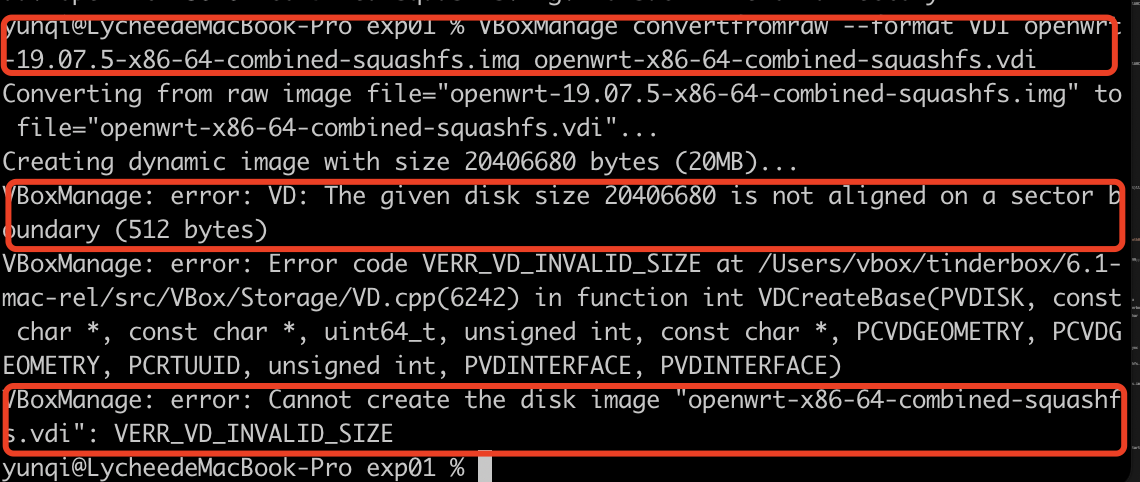 yunqi@LycheedeMacBook-Pro exp01 % VBoxManage convertfromraw --format VDI openwrt
-19.07.5-x86-64-combined-squashfs.img openwrt-x86-64-combined-squashfs.vdi
Converting from raw image file="openwrt-19.07.5-x86-64-combined-squashfs.img" to
 file="openwrt-x86-64-combined-squashfs.vdi"...
Creating dynamic image with size 20406680 bytes (20MB)...
VBoxManage: error: VD: The given disk size 20406680 is not aligned on a sector b
oundary (512 bytes)
VBoxManage: error: Error code VERR_VD_INVALID_SIZE at /Users/vbox/tinderbox/6.1-
mac-rel/src/VBox/Storage/VD.cpp(6242) in function int VDCreateBase(PVDISK, const
 char *, const char *, uint64_t, unsigned int, const char *, PCVDGEOMETRY, PCVDG
EOMETRY, PCRTUUID, unsigned int, PVDINTERFACE, PVDINTERFACE)
VBoxManage: error: Cannot create the disk image "openwrt-x86-64-combined-squashf
s.vdi": VERR_VD_INVALID_SIZE
yunqi@LycheedeMacBook-Pro exp01 %